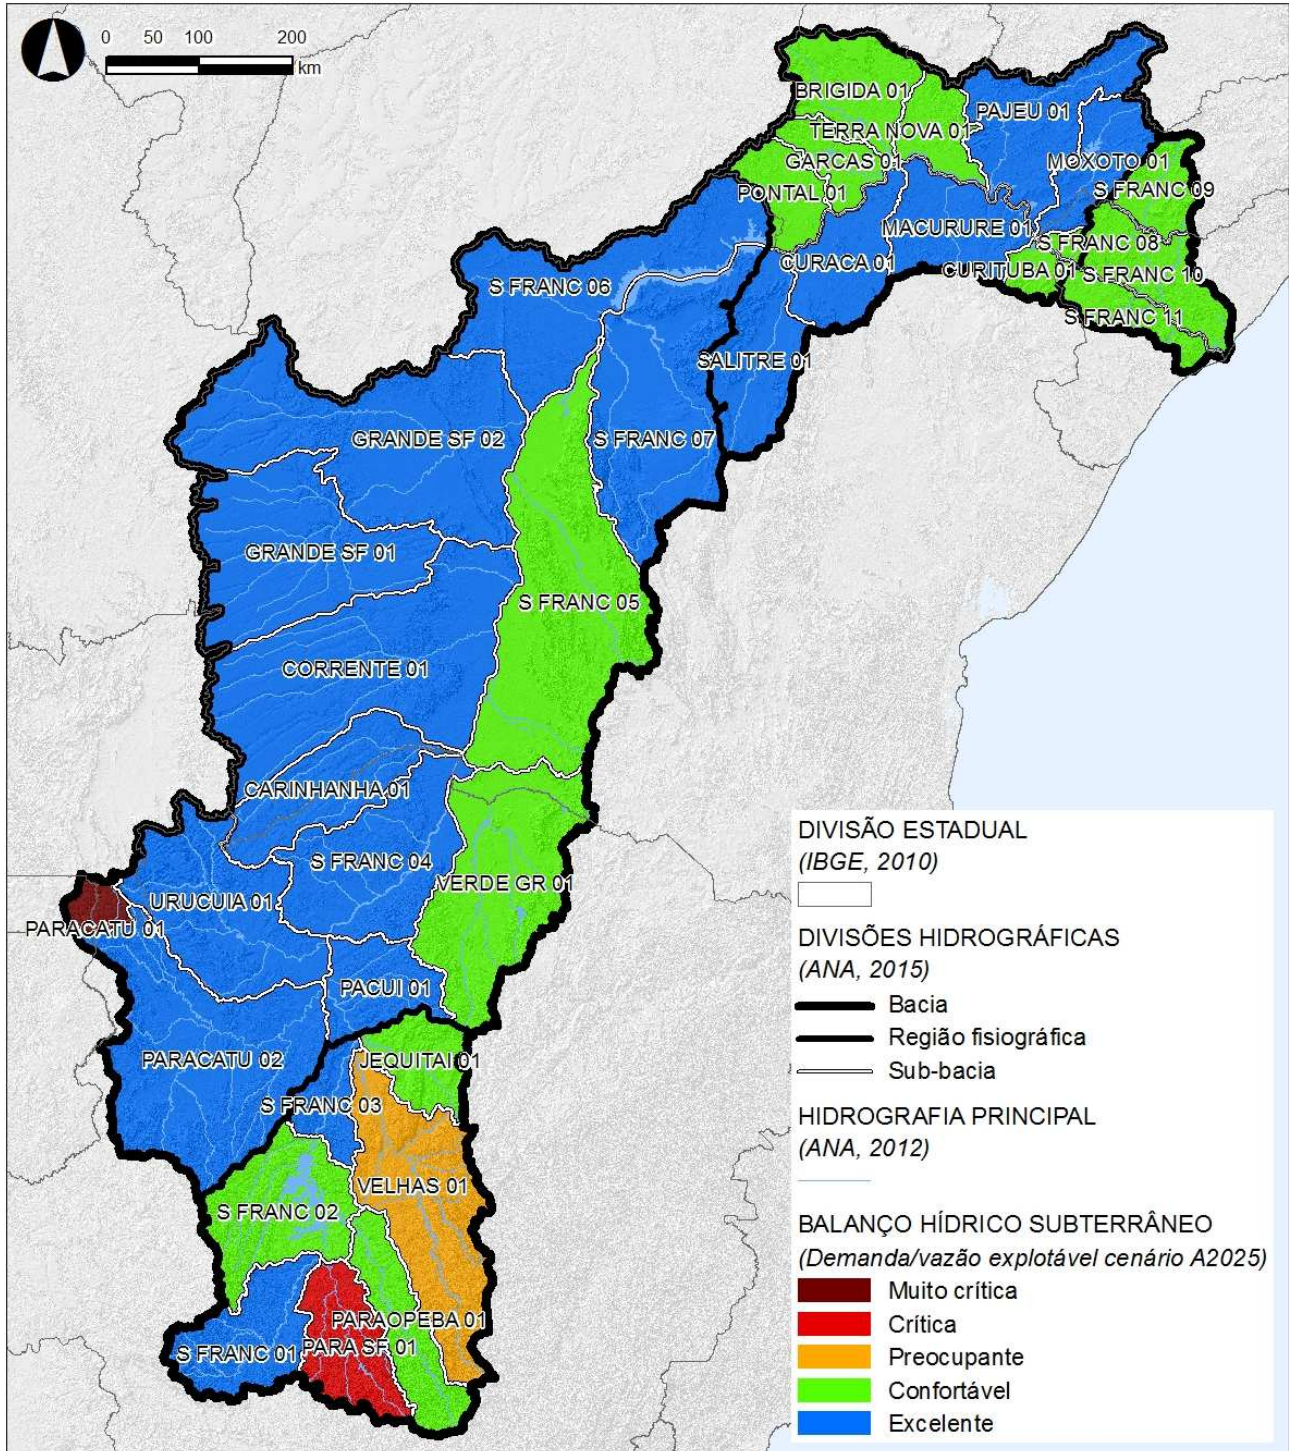 0 50 100 200
km
BRIGIDA 01
PAJEU 01
TERRA NOVA 01
GARCAS 01
MOXOTO 01
PONTAL 01
S FRANC 09
MACURURE 01
S FRANC 08
CURACA 01
CURITUBA 01
S FRANC 10
S FRANC 06
S FRANC 11
SALITRE 01
GRANDE SF 02
S FRANC 07
GRANDE SF 01
S FRANC 05
CORRENTE 01
CARINHANHA 01
S FRANC 04
VERDE GR 01
URUCUIA 01
PARACATU 01
PACUI 01
PARACATU 02
JEQUITAI 01
S FRANC 03
VELHAS 01
S FRANC 02
PARAOPEBA 01
PARA SF 01
S FRANC 01
DIVISÃO ESTADUAL
(IBGE, 2010)
DIVISÕES HIDROGRÁFICAS
(ANA, 2015)
Bacia
Região fisiográfica
Sub-bacia
HIDROGRAFIA PRINCIPAL
(ANA, 2012)
BALANÇO HÍDRICO SUBTERRÂNEO
(Demanda/vazão explotável cenário A2025)
Muito crítica
Crítica
Preocupante
Confortável
Excelente